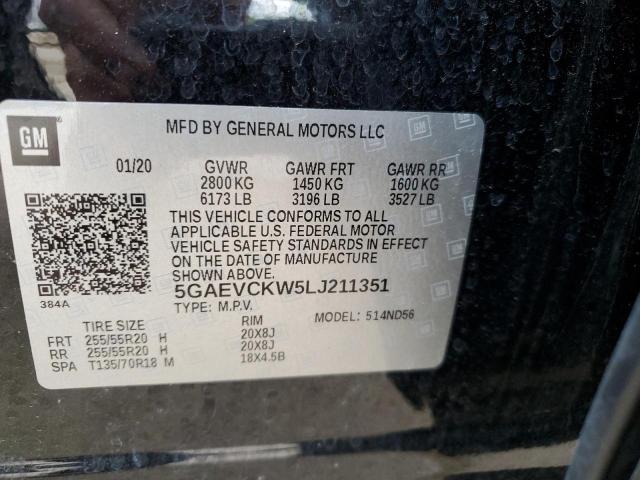 GM
MFD BY GENERAL MOTORS LLC
01/20 GVWR GAWR FRT GAWR RR
2800 KG 1450 KG 1600 KG
6173 LB 3196 LB 3527 LB
THIS VEHICLE CONFORMS TO ALL
APPLICABLE U.S. FEDERAL MOTOR
VEHICLE SAFETY STANDARDS IN EFFECT
ON THE DATE OF MANUFACTURE
SHOWN ABOVE.
384A
5GAEVCKW5LJ211351
TYPE: M.P.V. MODEL: 514ND56
TIRE SIZE RIM
FRT 255/55R20 H 20X8J
RR 255/55R20 H 20X8J
SPA T135/70R18 M 18X4.5B